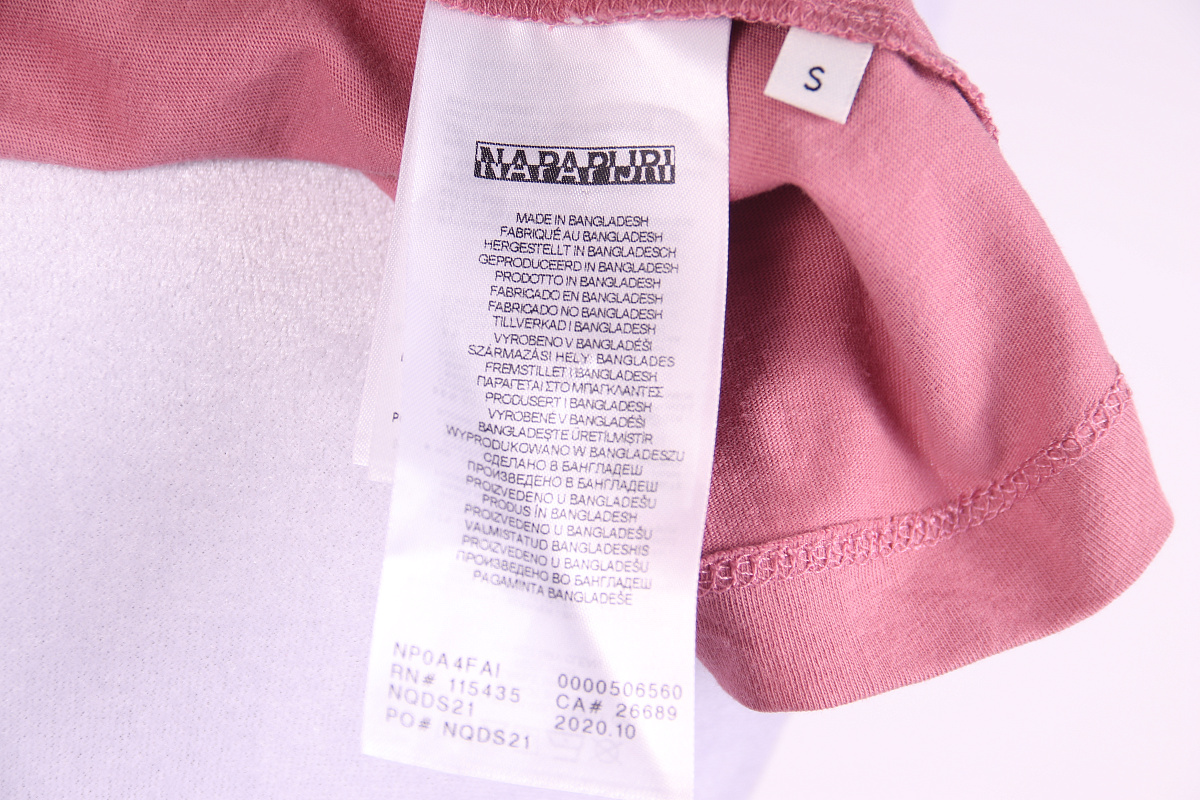 S
NAPAPIJRI
MADE IN BANGLADESH
FABRIQUÉ AU BANGLADESH
HERGESTELLT IN BANGLADESCH
GEPRODUCEERD IN BANGLADESH
PRODOTTO IN BANGLADESH
FABRICADO EN BANGLADESH
FABRICADO NO BANGLADESH
TILLVERKAD I BANGLADESH
VYROBENO V BANGLADÉŠI
SZÁRMAZÁSI HELY: BANGLADES
FREMSTILLET I BANGLADESH
ΠΑΡΑΓΕΤΑΙ ΣΤΟ ΜΠΑΓΚΛΑΝΤΕΣ
PRODUSERT I BANGLADESH
VYROBENÉ V BANGLADÉŠI
BANGLADEŞTE ÜRETİLMİSTİR
WYPRODUKOWANO W BANGLADESZU
СДЕЛАНО В БАНГЛАДЕШ
ПРОИЗВЕДЕНО В БАНГЛАДЕШ
PROIZVEDENO U BANGLADEŠU
PRODUS ÎN BANGLADESH
PROIZVEDENO U BANGLADEŠU
VALMISTATUD BANGLADESHIS
PROIZVEDENO U BANGLADEŠU
ПРОИЗВЕДЕНО ВО БАНГЛАДЕШ
PAGAMINTA BANGLADEŠE
NP0A4FAI
RN# 115435
NQDS21
PO# NQDS21
0000506560
CA# 26689
2020.10